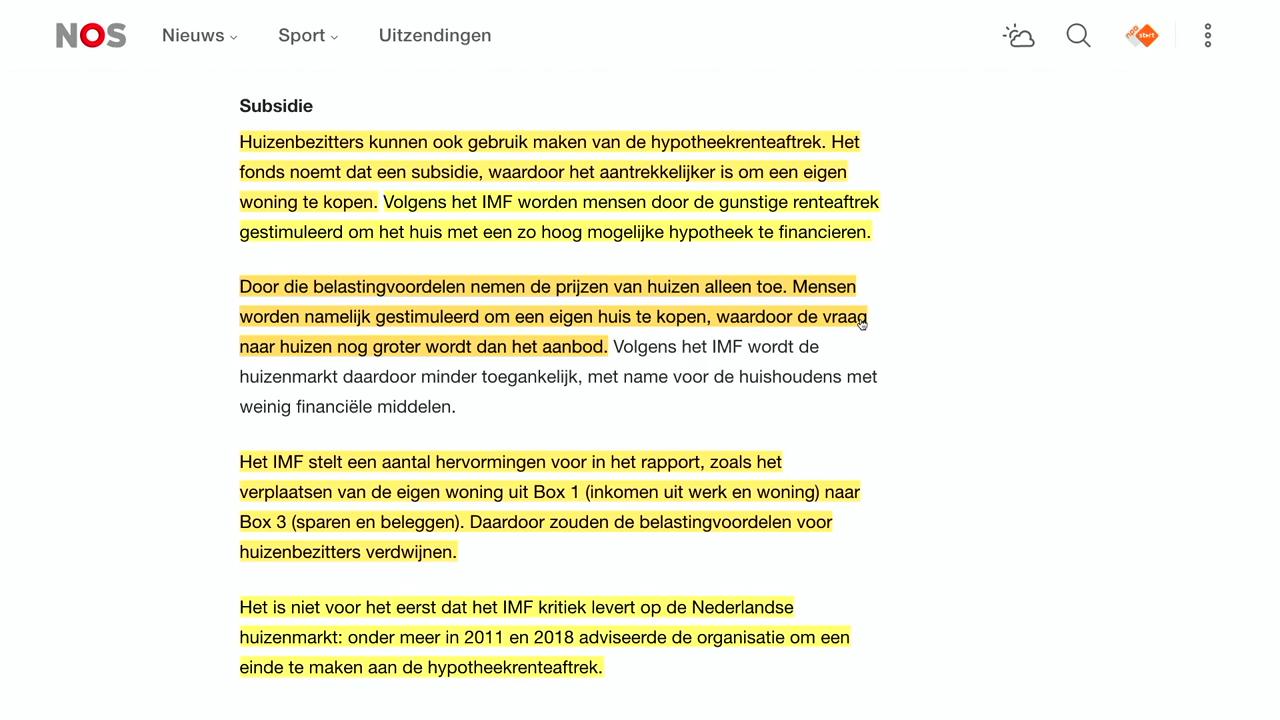 NOS Nieuws Sport Uitzendingen
npo start
Subsidie
Huizenbezitters kunnen ook gebruik maken van de hypotheekrenteaftrek. Het
fonds noemt dat een subsidie, waardoor het aantrekkelijker is om een eigen
woning te kopen. Volgens het IMF worden mensen door de gunstige renteaftrek
gestimuleerd om het huis met een zo hoog mogelijke hypotheek te financieren.
Door die belastingvoordelen nemen de prijzen van huizen alleen toe. Mensen
worden namelijk gestimuleerd om een eigen huis te kopen, waardoor de vraag
naar huizen nog groter wordt dan het aanbod. Volgens het IMF wordt de
huizenmarkt daardoor minder toegankelijk, met name voor de huishoudens met
weinig financiële middelen.
Het IMF stelt een aantal hervormingen voor in het rapport, zoals het
verplaatsen van de eigen woning uit Box 1 (inkomen uit werk en woning) naar
Box 3 (sparen en beleggen). Daardoor zouden de belastingvoordelen voor
huizenbezitters verdwijnen.
Het is niet voor het eerst dat het IMF kritiek levert op de Nederlandse
huizenmarkt: onder meer in 2011 en 2018 adviseerde de organisatie om een
einde te maken aan de hypotheekrenteaftrek.